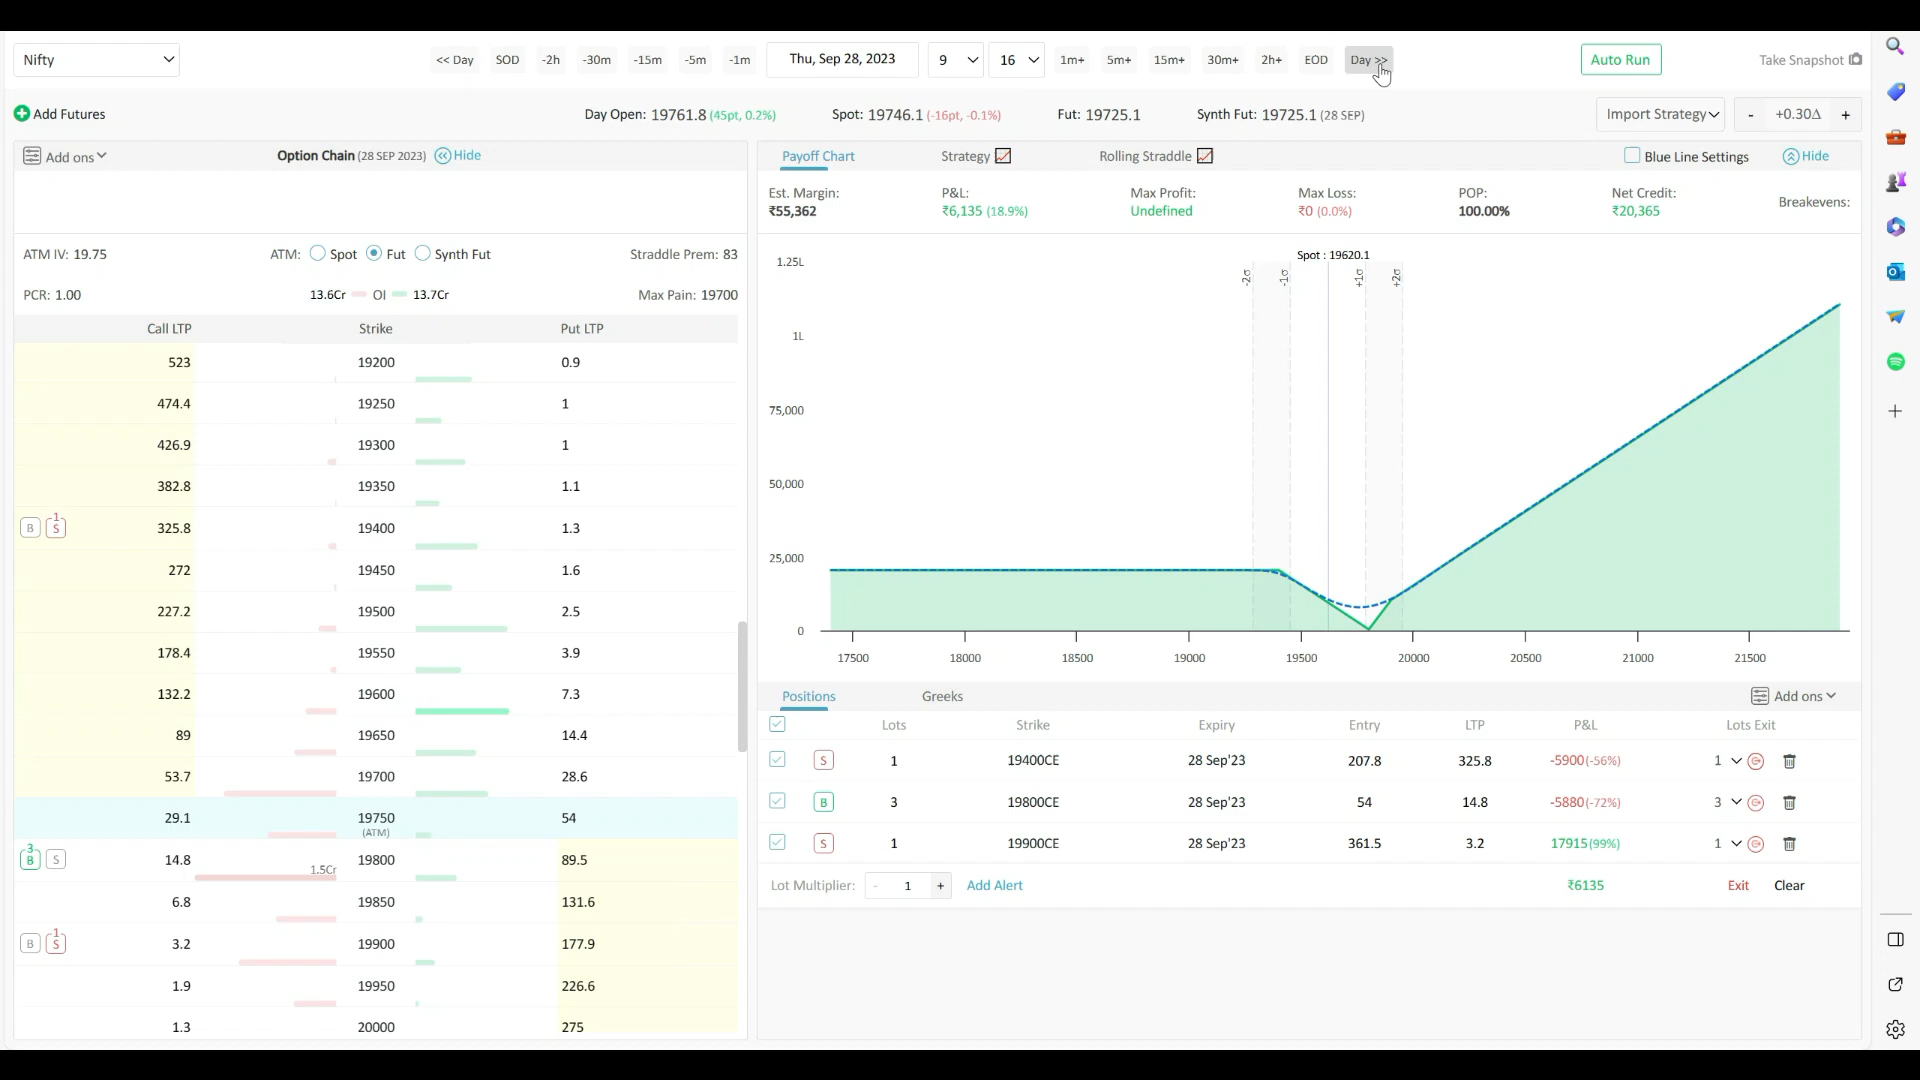 Nifty
<< Day SOD -2h -30m -15m -5m -1m Thu, Sep 28, 2023 9 16 1m+ 5m+ 15m+ 30m+ 2h+ EOD Day >> Auto Run Take Snapshot
Add Futures Day Open: 19761.8 (45pt, 0.2%) Spot: 19746.1 (-16pt, -0.1%) Fut: 19725.1 Synth Fut: 19725.1 (28 SEP) Import Strategy - +0.30Δ +
Add ons Option Chain (28 SEP 2023) Hide
ATM IV: 19.75 ATM: Spot Fut Synth Fut Straddle Prem: 83
PCR: 1.00 13.6Cr OI 13.7Cr Max Pain: 19700
Call LTP Strike Put LTP
523 19200 0.9
474.4 19250 1
426.9 19300 1
382.8 19350 1.1
B S 1 325.8 19400 1.3
272 19450 1.6
227.2 19500 2.5
178.4 19550 3.9
132.2 19600 7.3
89 19650 14.4
53.7 19700 28.6
29.1 19750 54
(ATM)
3 B S 14.8 1.5Cr 19800 89.5
6.8 19850 131.6
B S 1 3.2 19900 177.9
1.9 19950 226.6
1.3 20000 275
Payoff Chart Strategy Rolling Straddle Blue Line Settings Hide
Est. Margin: P&L: Max Profit: Max Loss: POP: Net Credit: Breakevens:
₹55,362 ₹6,135 (18.9%) Undefined ₹0 (0.0%) 100.00% ₹20,365
Spot : 19620.1
-2σ -1σ +1σ +2σ
1.25L
1L
75,000
50,000
25,000
0
17500 18000 18500 19000 19500 20000 20500 21000 21500
Positions Greeks Add ons
Lots Strike Expiry Entry LTP P&L Lots Exit
S 1 19400CE 28 Sep'23 207.8 325.8 -5900(-56%) 1
B 3 19800CE 28 Sep'23 54 14.8 -5880(-72%) 3
S 1 19900CE 28 Sep'23 361.5 3.2 17915(99%) 1
Lot Multiplier: - 1 + Add Alert ₹6135 Exit Clear